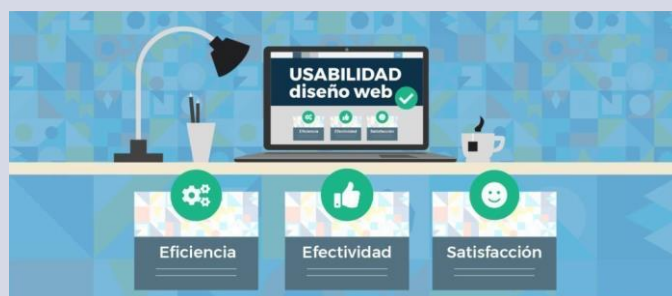 USABILIDAD
diseño web
Eficiencia
Efectividad
Satisfacción
Eficiencia
Efectividad
Satisfacción